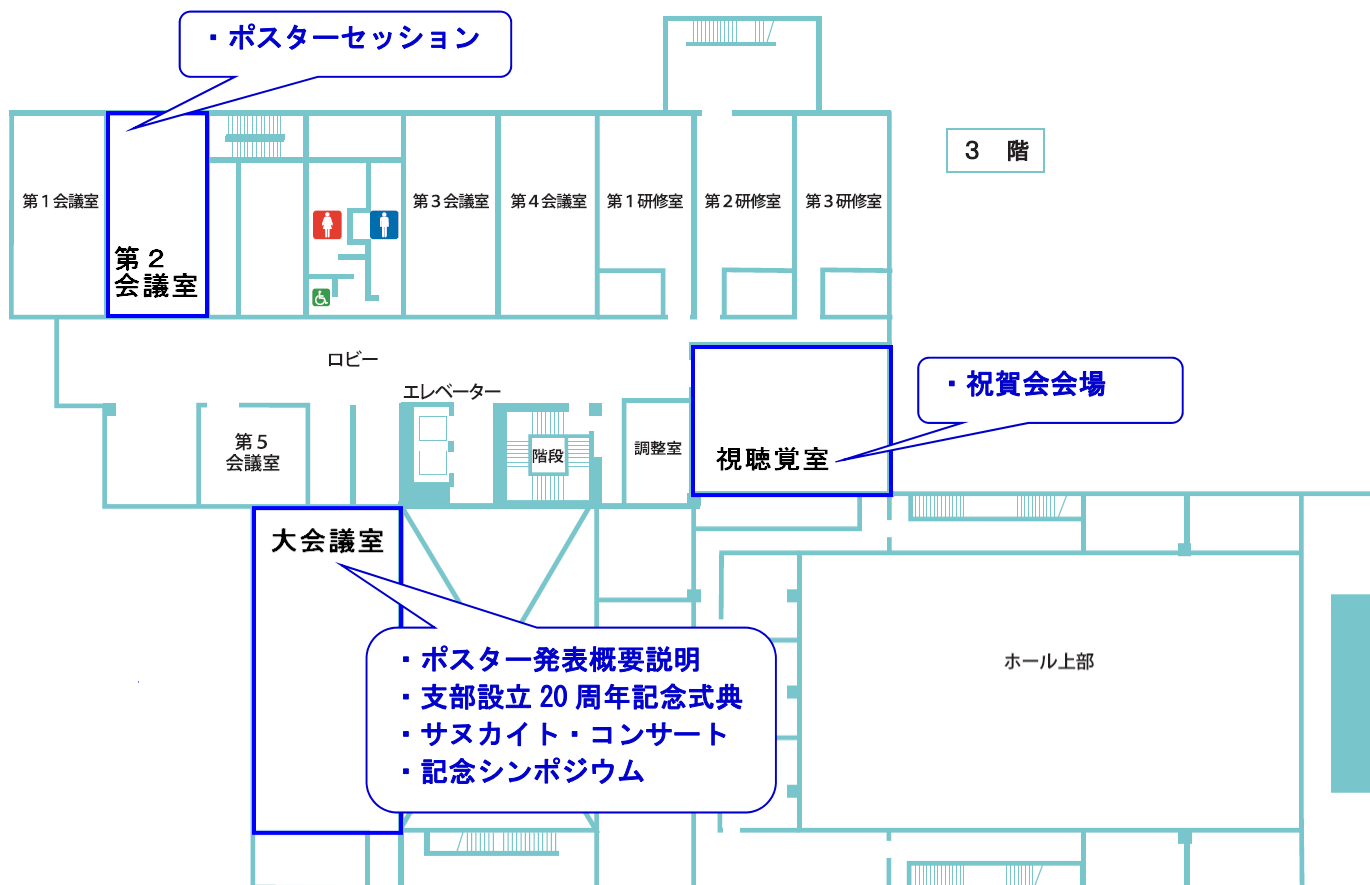 ・ポスターセッション
3 階
第1会議室
第2
会議室
第3会議室
第4会議室
第1研修室
第2研修室
第3研修室
ロビー
エレベーター
・祝賀会会場
第5
会議室
階段
調整室
視聴覚室
大会議室
・ポスター発表概要説明
・支部設立20周年記念式典
・サヌカイト・コンサート
・記念シンポジウム
ホール上部